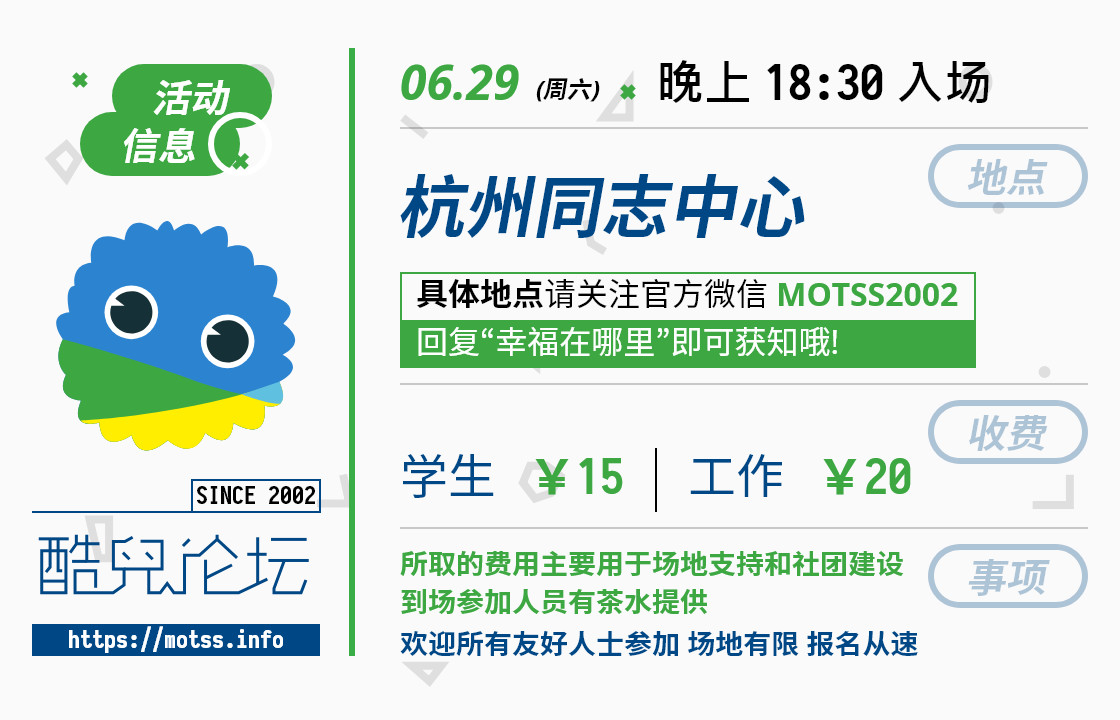 活动
信息
SINCE 2002
酷兒论坛
https://motss.info
06.29 (周六) 晚上 18:30 入场
地点
杭州同志中心
具体地点请关注官方微信 MOTSS2002
回复“幸福在哪里”即可获知哦!
收费
学生 ￥15 | 工作 ￥20
事项
所取的费用主要用于场地支持和社团建设
到场参加人员有茶水提供
欢迎所有友好人士参加 场地有限 报名从速